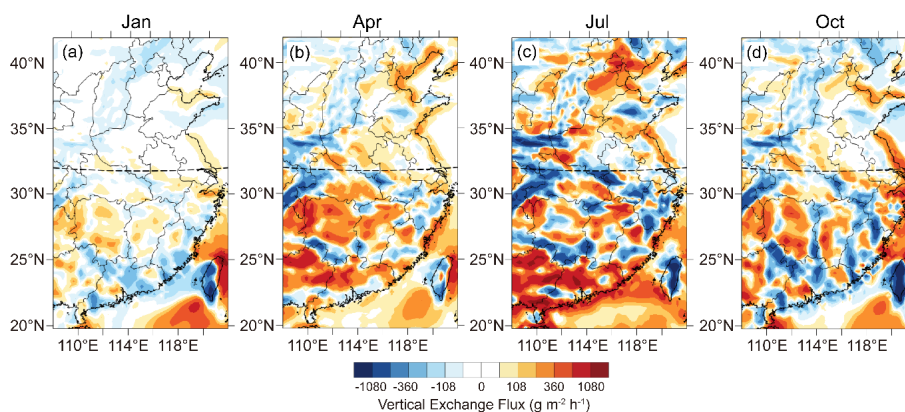 Jan Apr Jul Oct
(a) (b) (c) (d)
40°N 40°N 40°N 40°N
35°N 35°N 35°N 35°N
30°N 30°N 30°N 30°N
25°N 25°N 25°N 25°N
20°N 20°N 20°N 20°N
110°E 114°E 118°E 110°E 114°E 118°E 110°E 114°E 118°E 110°E 114°E 118°E
-1080 -360 -108 0 108 360 1080
Vertical Exchange Flux (g m⁻² h⁻¹)